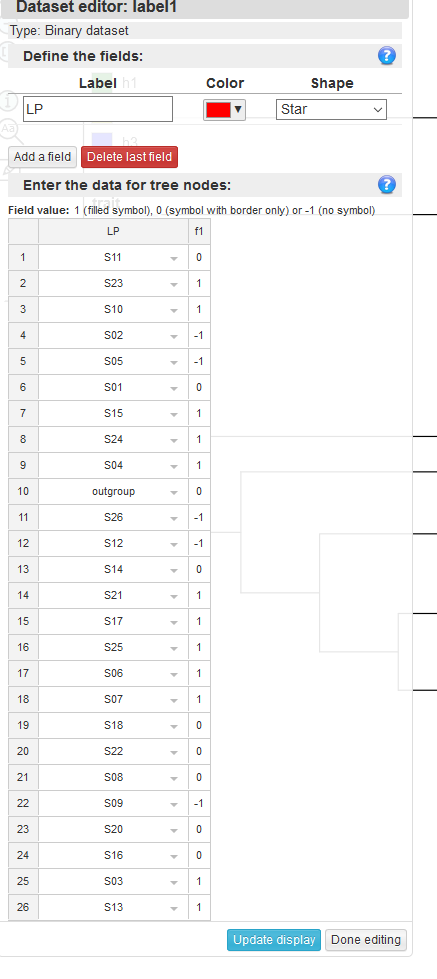 Dataset editor: label1
Type: Binary dataset
Define the fields: ?
Label Color Shape
LP Star
Add a field Delete last field
Enter the data for tree nodes: ?
Field value: 1 (filled symbol), 0 (symbol with border only) or -1 (no symbol)
LP f1
1 S11 0
2 S23 1
3 S10 1
4 S02 -1
5 S05 -1
6 S01 0
7 S15 1
8 S24 1
9 S04 1
10 outgroup 0
11 S26 -1
12 S12 -1
13 S14 0
14 S21 1
15 S17 1
16 S25 1
17 S06 1
18 S07 1
19 S18 0
20 S22 0
21 S08 0
22 S09 -1
23 S20 0
24 S16 0
25 S03 1
26 S13 1
Update display Done editing